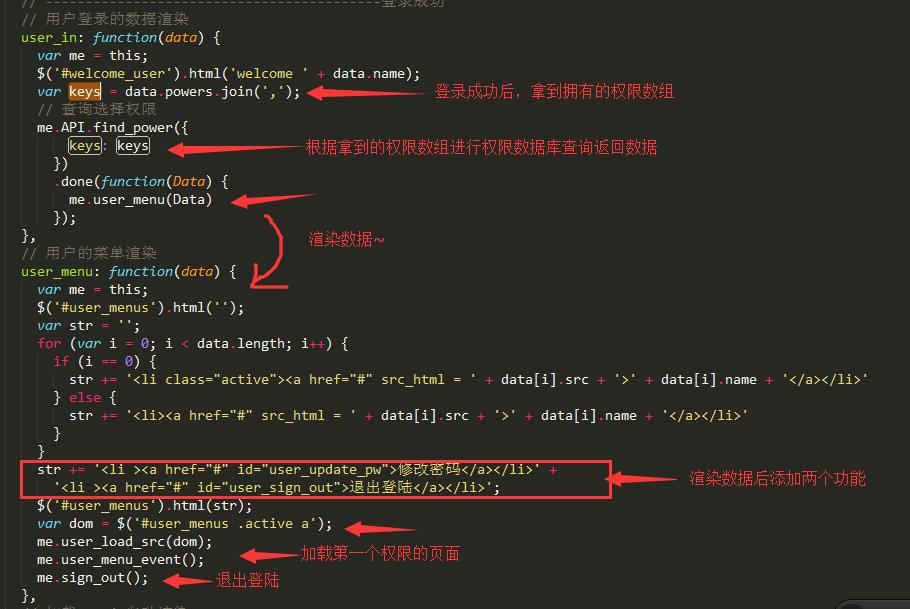 // ------------------------------------------登录成功
// 用户登录的数据渲染
user_in: function(data) {
var me = this;
$('#welcome_user').html('welcome ' + data.name);
var keys = data.powers.join(','); 登录成功后，拿到拥有的权限数组
// 查询选择权限
me.API.find_power({
keys: keys 根据拿到的权限数组进行权限数据库查询返回数据
})
.done(function(Data) {
me.user_menu(Data)
});
渲染数据~
},
// 用户的菜单渲染
user_menu: function(data) {
var me = this;
$('#user_menus').html('');
var str = '';
for (var i = 0; i < data.length; i++) {
if (i == 0) {
str += '<li class="active"><a href="#" src_html = ' + data[i].src + '>' + data[i].name + '</a></li>'
} else {
str += '<li><a href="#" src_html = ' + data[i].src + '>' + data[i].name + '</a></li>'
}
}
str += '<li ><a href="#" id="user_update_pw">修改密码</a></li>' +
'<li ><a href="#" id="user_sign_out">退出登陆</a></li>'; 渲染数据后添加两个功能
$('#user_menus').html(str);
var dom = $('#user_menus .active a');
me.user_load_src(dom);
me.user_menu_event(); 加载第一个权限的页面
me.sign_out(); 退出登陆
},